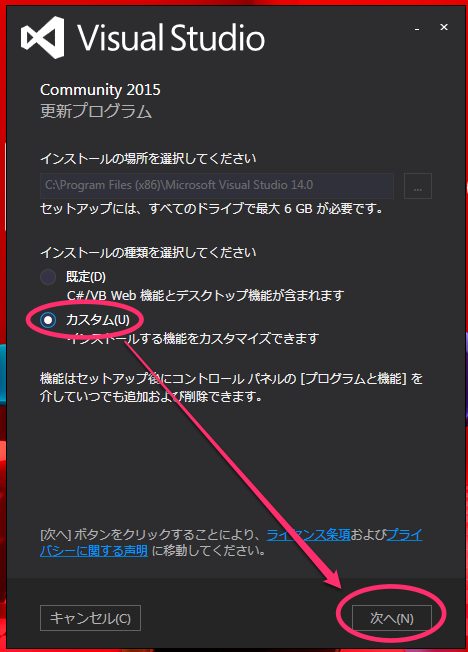 Visual Studio
Community 2015
更新プログラム
インストールの場所を選択してください
C:\Program Files (x86)\Microsoft Visual Studio 14.0
...
セットアップには、すべてのドライブで最大 6 GB が必要です。
インストールの種類を選択してください
既定(D)
C#/VB Web 機能とデスクトップ機能が含まれます
カスタム(U)
インストールする機能をカスタマイズできます
機能はセットアップ後にコントロール パネルの [プログラムと機能] を
介していつでも追加および削除できます。
[次へ] ボタンをクリックすることにより、ライセンス条項およびプライ
バシーに関する声明 に移動してください。
キャンセル(C)
次へ(N)